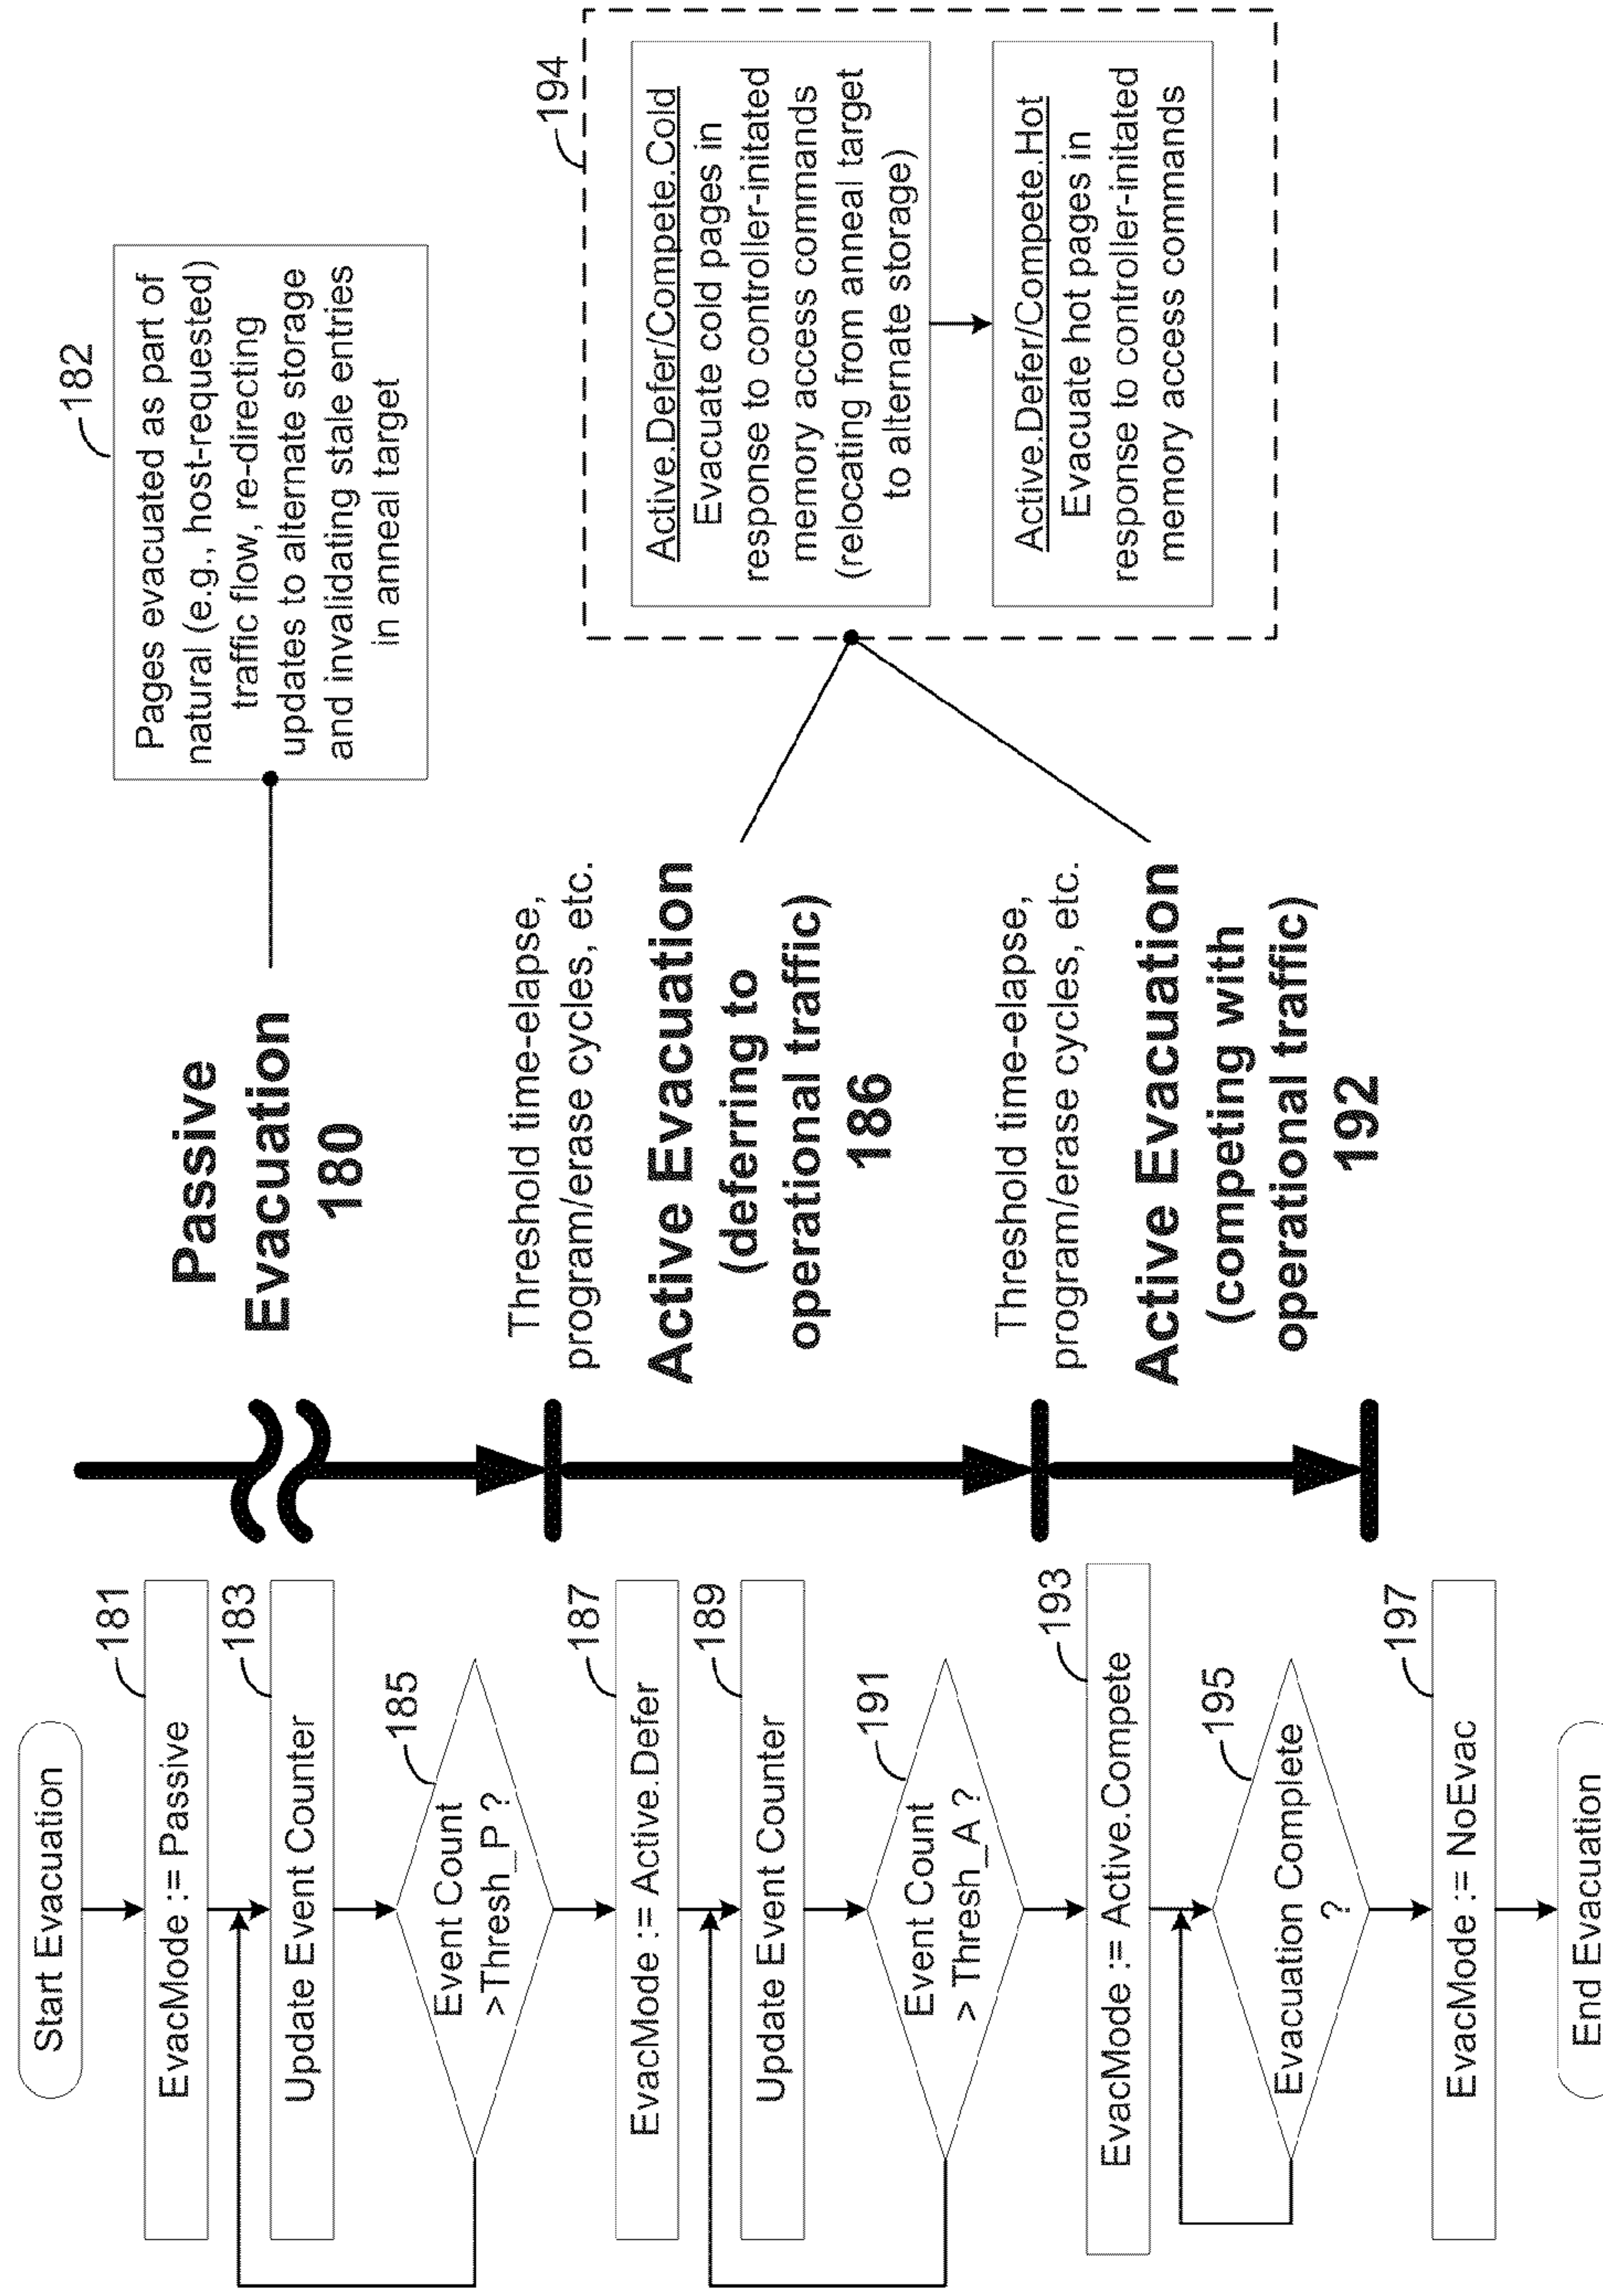 Start Evacuation
181
EvacMode := Passive
183
Update Event Counter
185
Event Count
>Thresh_P ?
187
EvacMode := Active.Defer
189
Update Event Counter
191
Event Count
> Thresh_A ?
193
EvacMode := Active.Compete
195
Evacuation Complete
?
197
EvacMode := NoEvac
End Evacuation
Passive
Evacuation
180
Threshold time-elapse,
program/erase cycles, etc.
Active Evacuation
(deferring to
operational traffic)
186
Threshold time-elapse,
program/erase cycles, etc.
Active Evacuation
(competing with
operational traffic)
192
182
Pages evacuated as part of
natural (e.g., host-requested)
traffic flow, re-directing
updates to alternate storage
and invalidating stale entries
in anneal target
194
Active.Defer/Compete.Cold
Evacuate cold pages in
response to controller-initated
memory access commands
(relocating from anneal target
to alternate storage)
Active.Defer/Compete.Hot
Evacuate hot pages in
response to controller-initated
memory access commands